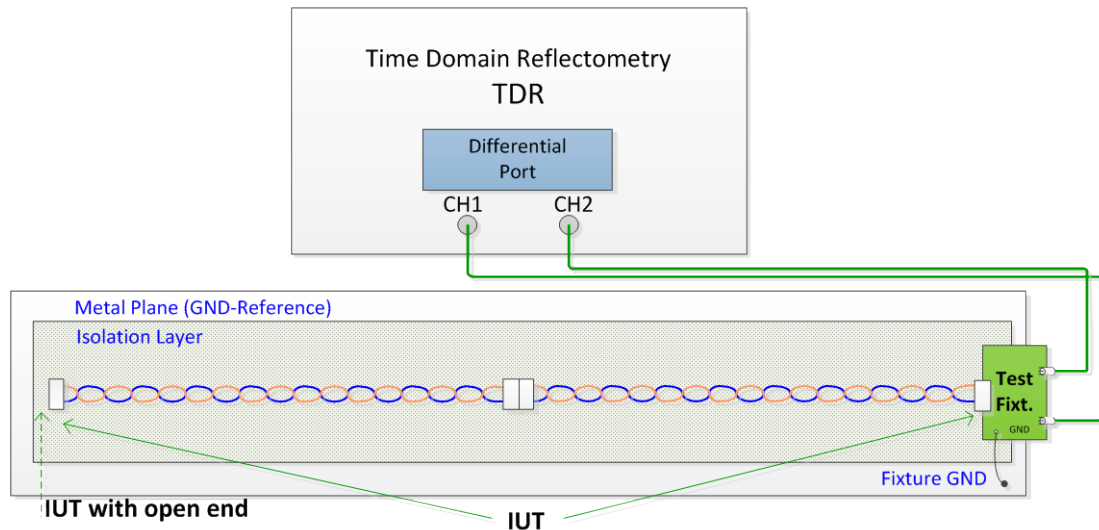 Time Domain Reflectometry
TDR
Differential
Port
CH1
CH2
Metal Plane (GND-Reference)
Isolation Layer
Test
Fixt.
GND
Fixture GND
IUT with open end
IUT